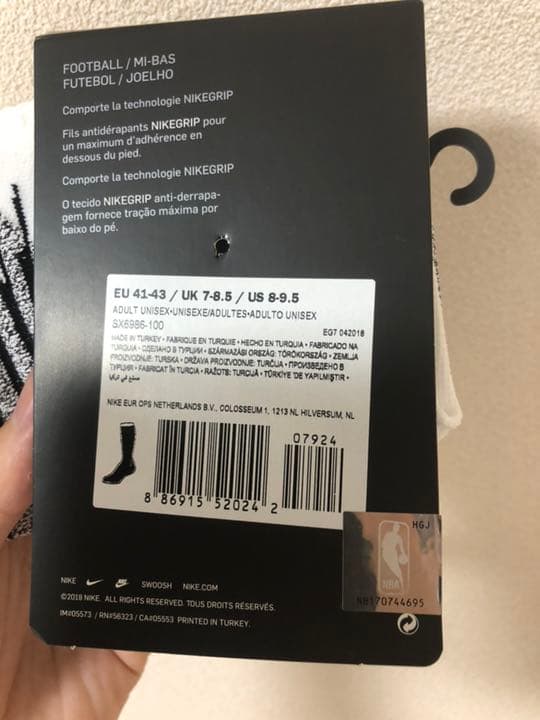 FOOTBALL / MI-BAS
FUTEBOL / JOELHO
Comporte la technologie NIKEGRIP
Fils antidérapants NIKEGRIP pour
un maximum d'adhérence en
dessous du pied.
Comporte la technologie NIKEGRIP
O tecido NIKEGRIP anti-derrapa-
gem fornece tração máxima por
baixo do pé.
EU 41-43 / UK 7-8.5 / US 8-9.5
ADULT UNISEX•UNISEXE/ADULTES•ADULTO UNISEX
SX6986-100
EG7 042018
MADE IN TURKEY • FABRIQUE EN TURQUIE • HECHO EN TURQUIA • FABRICADO NA
TURQUIA • СДЕЛАНО В ТУРЦИИ • SZÁRMAZÁSI ORSZÁG: TÖRÖKORSZÁG • ZEMLJA
PROIZVODNJE: TURSKA • DRŽAVA PROIZVODNJE: TURČIJA • ПРОИЗВЕДЕНО В
ТУРЦИЯ • FABRICAT ÎN TURCIA • RAŽOTS: TURCIJĀ • TÜRKİYE'DE YAPILMIŞTIR •
صنع في تركيا
NIKE EUR OPS NETHERLANDS B.V., COLOSSEUM 1, 1213 NL HILVERSUM, NL
07924
8 86915 52024 2
HGJ
NBA
NB170744695
NIKE SWOOSH NIKE.COM
©2018 NIKE. ALL RIGHTS RESERVED. TOUS DROITS RÉSERVÉS.
IM#05573 / RN#56323 / CA#05553 PRINTED IN TURKEY.